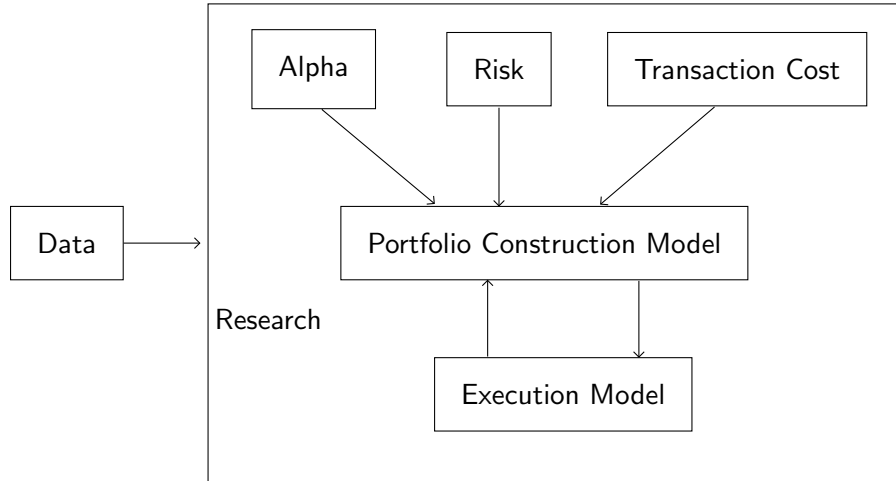 Alpha
Risk
Transaction Cost
Data
Portfolio Construction Model
Research
Execution Model